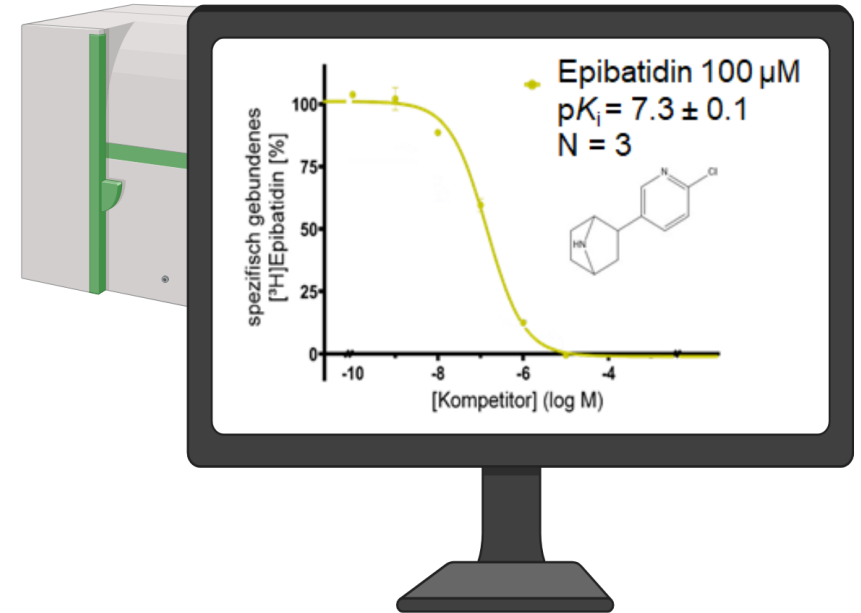 Epibatidin 100 µM
pKi = 7.3 ± 0.1
N = 3
N
Cl
HN
spezifisch gebundenes
[³H]Epibatidin [%]
100
75
50
25
0
-10 -8 -6 -4
[Kompetitor] (log M)